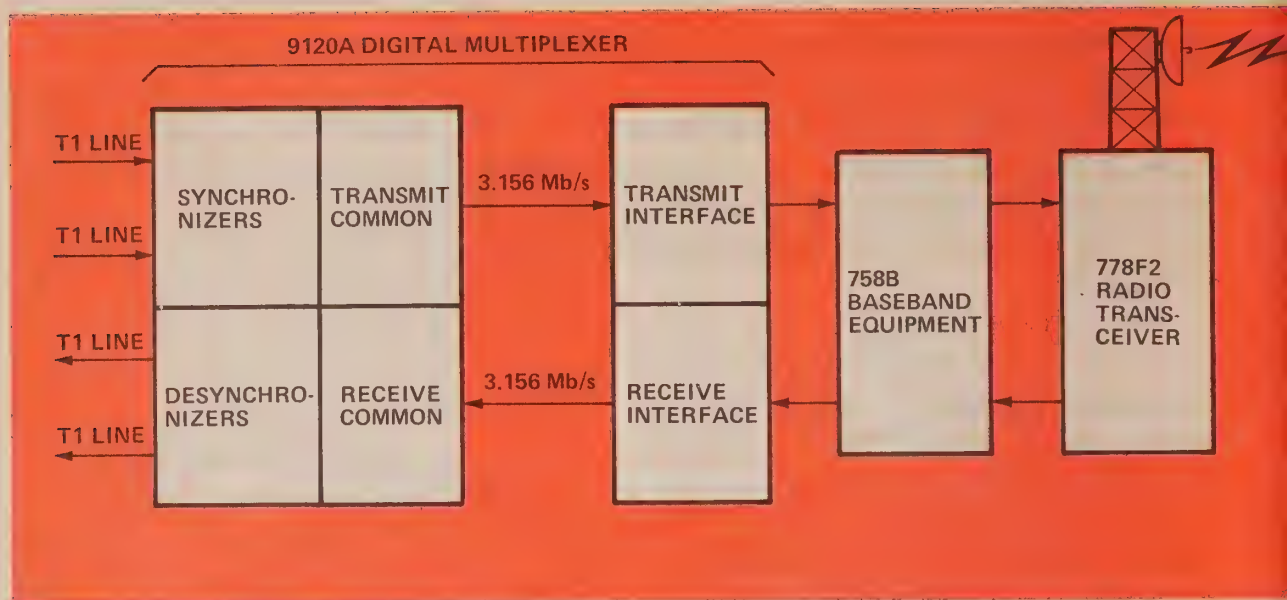 9120A DIGITAL MULTIPLEXER
T1 LINE
T1 LINE
T1 LINE
T1 LINE
SYNCHRO-
NIZERS
TRANSMIT
COMMON
DESYNCHRO-
NIZERS
RECEIVE
COMMON
3.156 Mb/s
3.156 Mb/s
TRANSMIT
INTERFACE
RECEIVE
INTERFACE
758B
BASEBAND
EQUIPMENT
778F2
RADIO
TRANS-
CEIVER